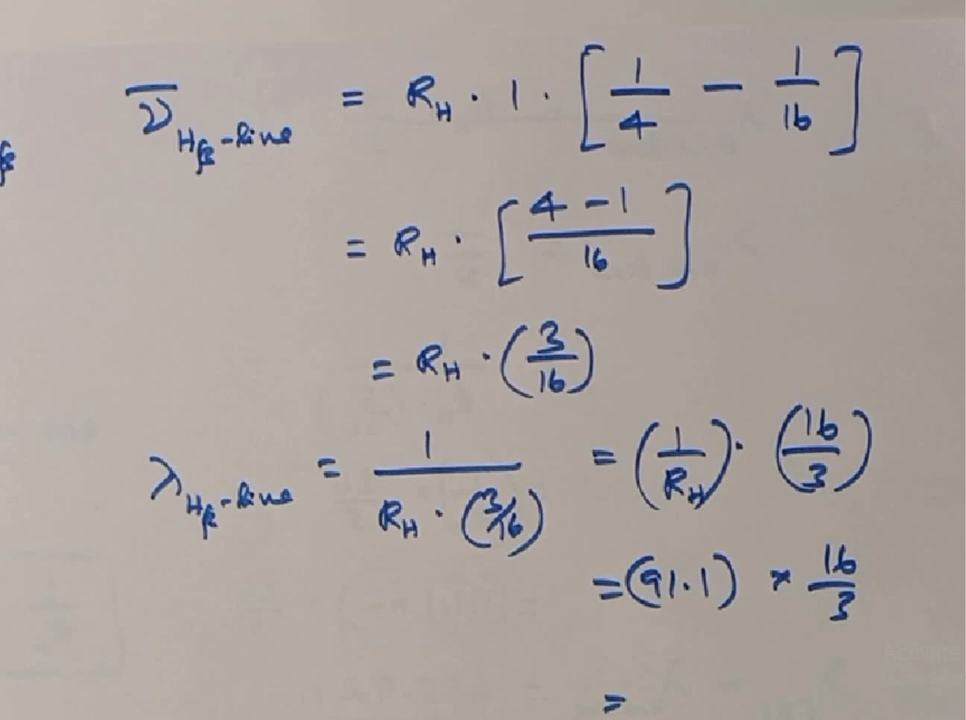 ν̅ Hβ-line = R_H · 1 · [1/4 − 1/16]
= R_H · [(4 − 1)/16]
= R_H · (3/16)
λ Hβ-line = 1/(R_H · (3/16)) = (1/R_H) · (16/3)
= (91.1) × 16/3
=